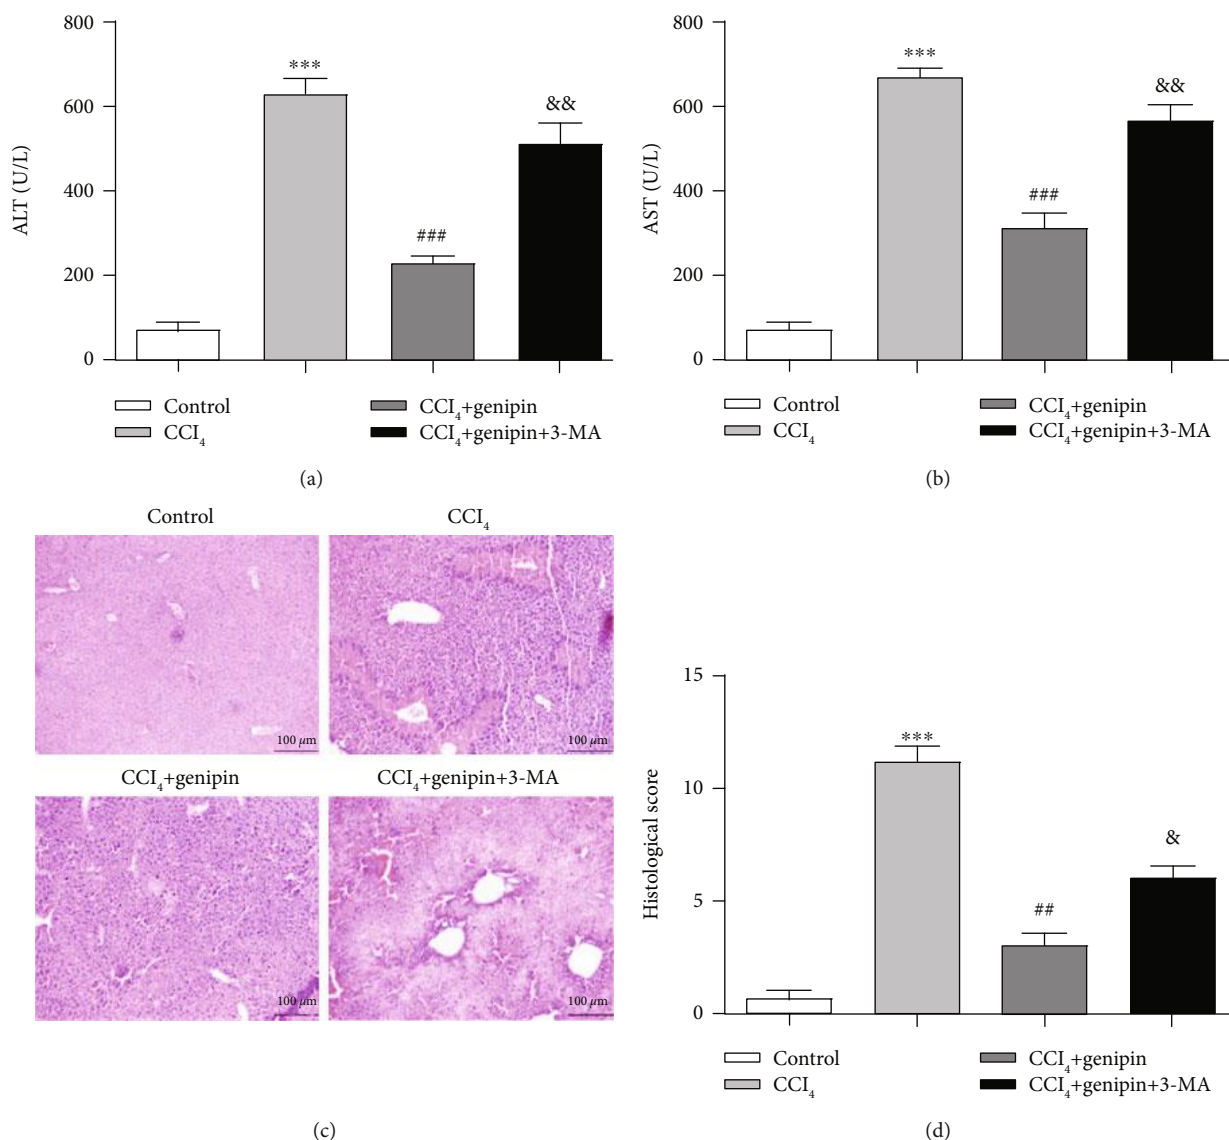 800
600
400
200
0
ALT (U/L)
***
###
&&
Control
CCI₄
CCI₄+genipin
CCI₄+genipin+3-MA
(a)
800
600
400
200
0
AST (U/L)
***
###
&&
Control
CCI₄
CCI₄+genipin
CCI₄+genipin+3-MA
(b)
Control
CCI₄
100 μm
100 μm
CCI₄+genipin
CCI₄+genipin+3-MA
100 μm
100 μm
(c)
15
10
5
0
Histological score
***
##
&
Control
CCI₄
CCI₄+genipin
CCI₄+genipin+3-MA
(d)